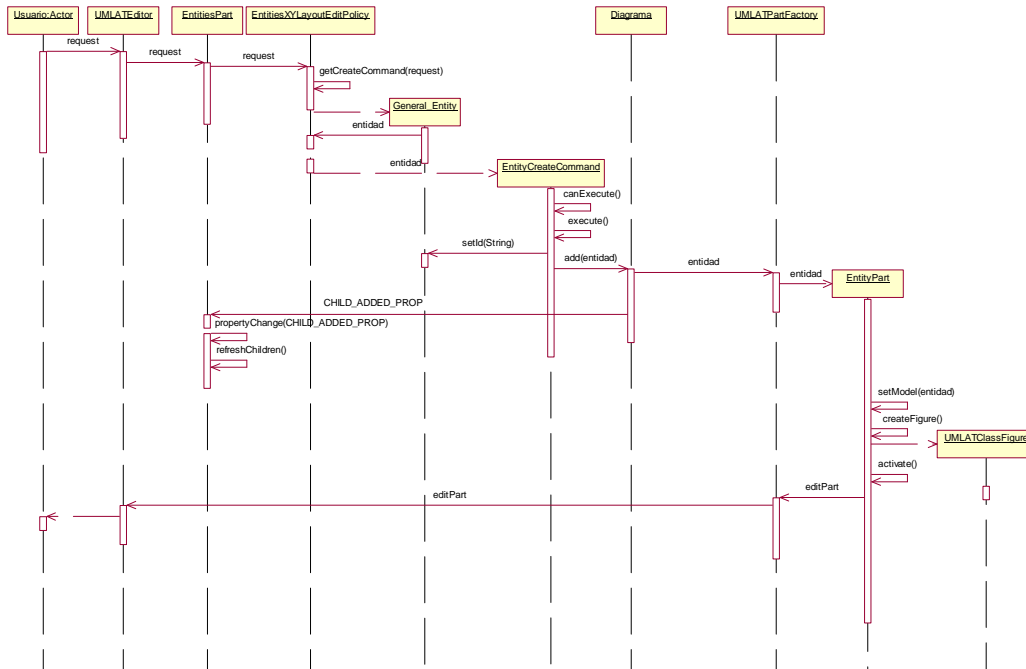 Usuario:Actor
UMLATEditor
EntitiesPart
EntitiesXYLayoutEditPolicy
Diagrama
UMLATPartFactory
request
request
request
getCreateCommand(request)
General_Entity
entidad
entidad
EntityCreateCommand
canExecute()
execute()
setId(String)
add(entidad)
entidad
entidad
EntityPart
CHILD_ADDED_PROP
propertyChange(CHILD_ADDED_PROP)
refreshChildren()
setModel(entidad)
createFigure()
UMLATClassFigure
activate()
editPart
editPart